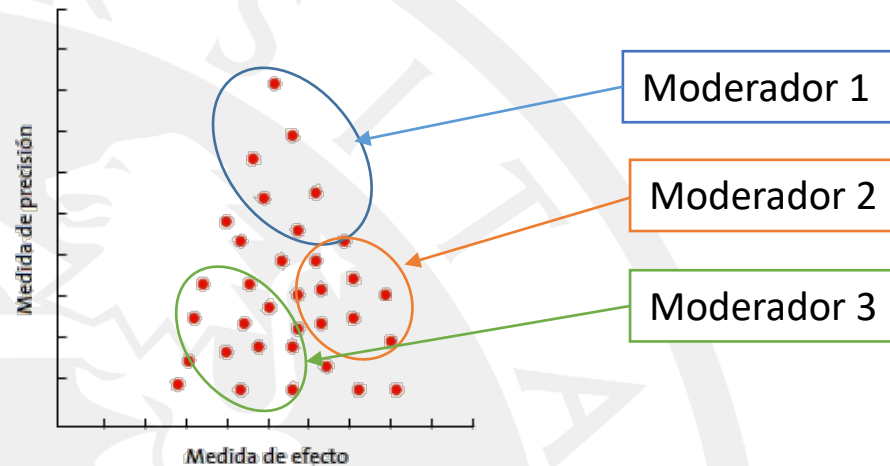 Medida de precisión
Medida de efecto
Moderador 1
Moderador 2
Moderador 3
S I T A